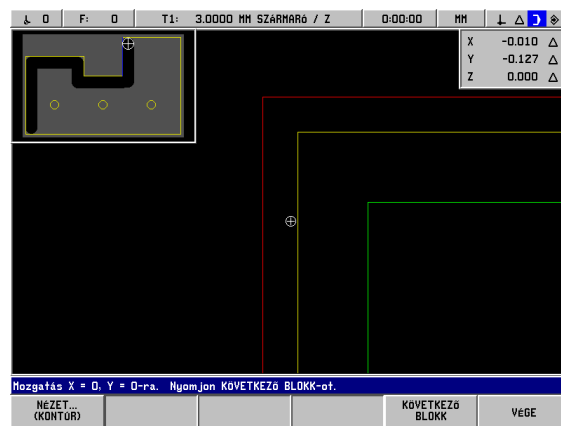 0 F: 0 T1: 3.0000 MM SZÁRMARó / Z 0:00:00 MM
X -0.010
Y -0.127
Z 0.000
Mozgatás X = 0, Y = 0-ra. Nyomjon KÖVETKEZő BLOKK-ot.
NéZET... (KONTúR)
KÖVETKEZő BLOKK
VéGE